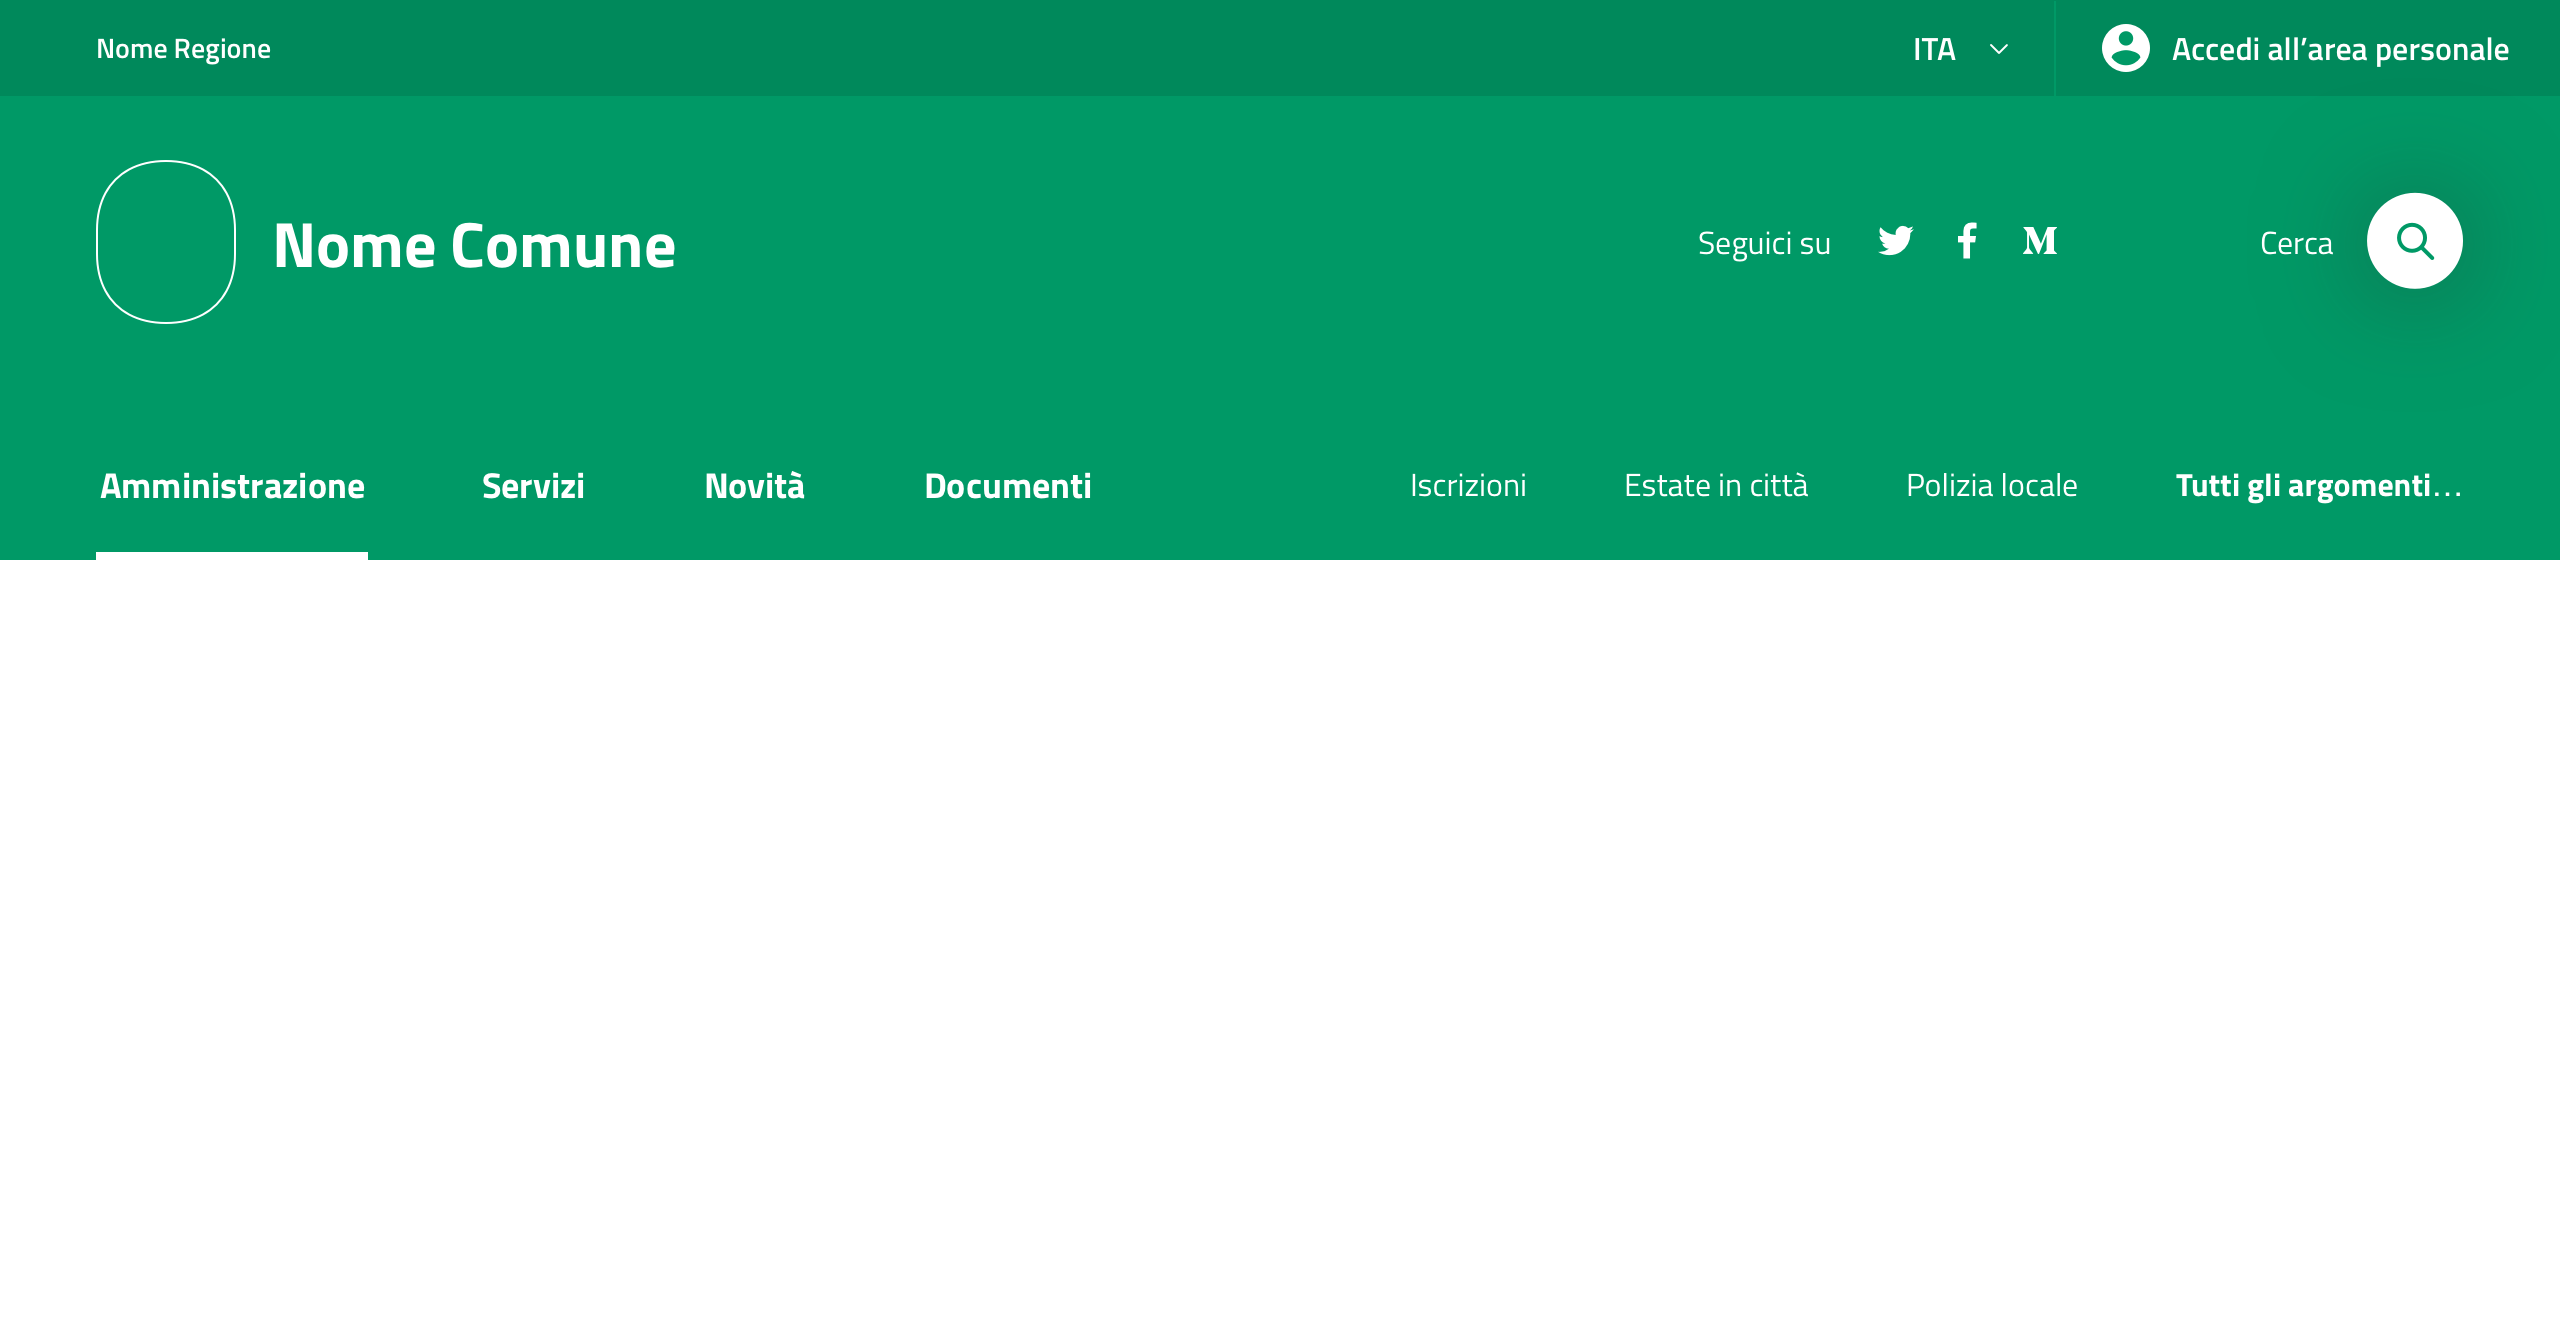 Nome Regione
ITA
Accedi all’area personale
Nome Comune
Seguici su
Cerca
Amministrazione
Servizi
Novità
Documenti
Iscrizioni
Estate in città
Polizia locale
Tutti gli argomenti...